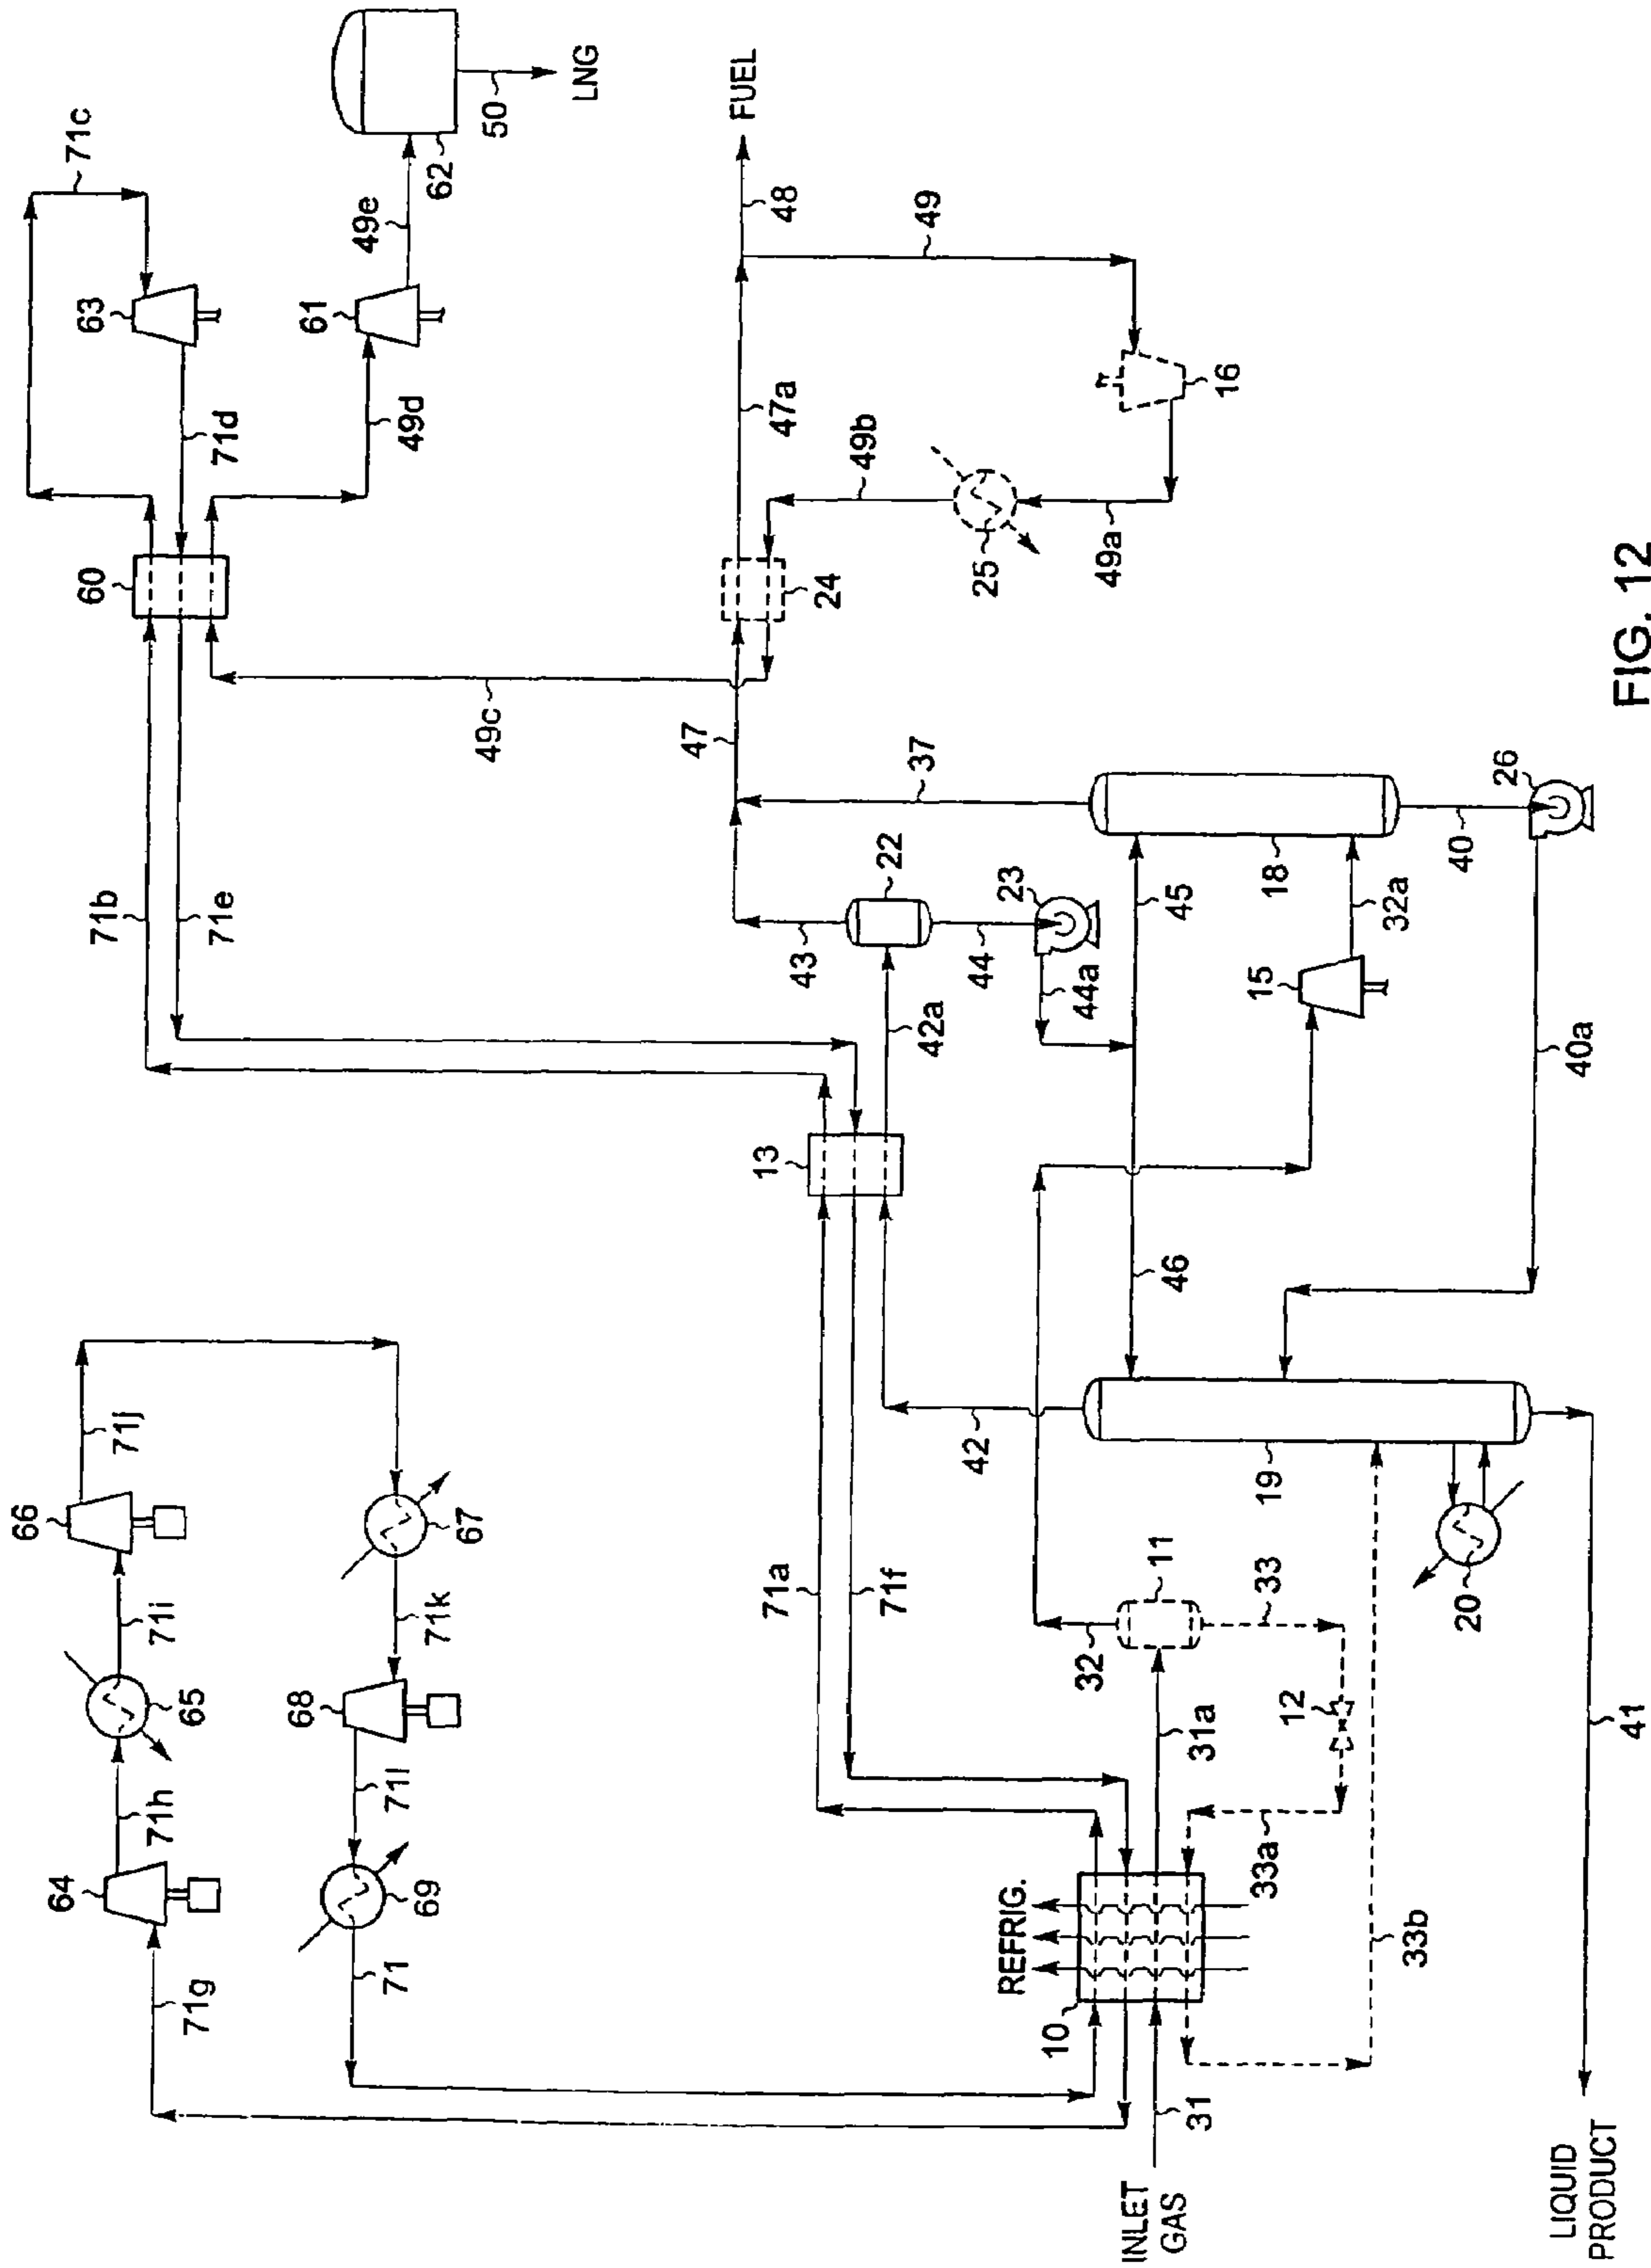 71c
63
71d
60
49e
62
50
LNG
61
49d
71b
71e
49c
FUEL
48
49
47a
49b
16
25
49a
24
47
37
22
43
44
23
44a
45
18
40
26
32a
15
40a
42a
13
46
66
71j
67
71i
65
71k
68
71h
64
71l
69
71
71g
71a
71f
42
19
20
11
32
33
12
31a
33a
33b
41
REFRIG.
10
31
INLET
GAS
LIQUID
PRODUCT
FIG. 12